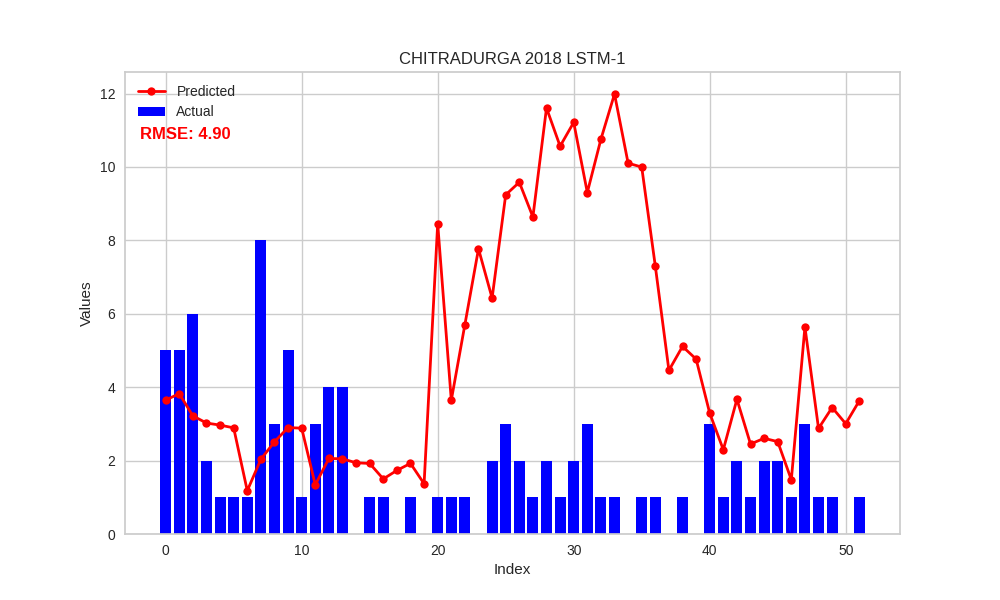 CHITRADURGA 2018 LSTM-1
Predicted
Actual
RMSE: 4.90
12
10
8
6
4
2
0
Values
0 10 20 30 40 50
Index